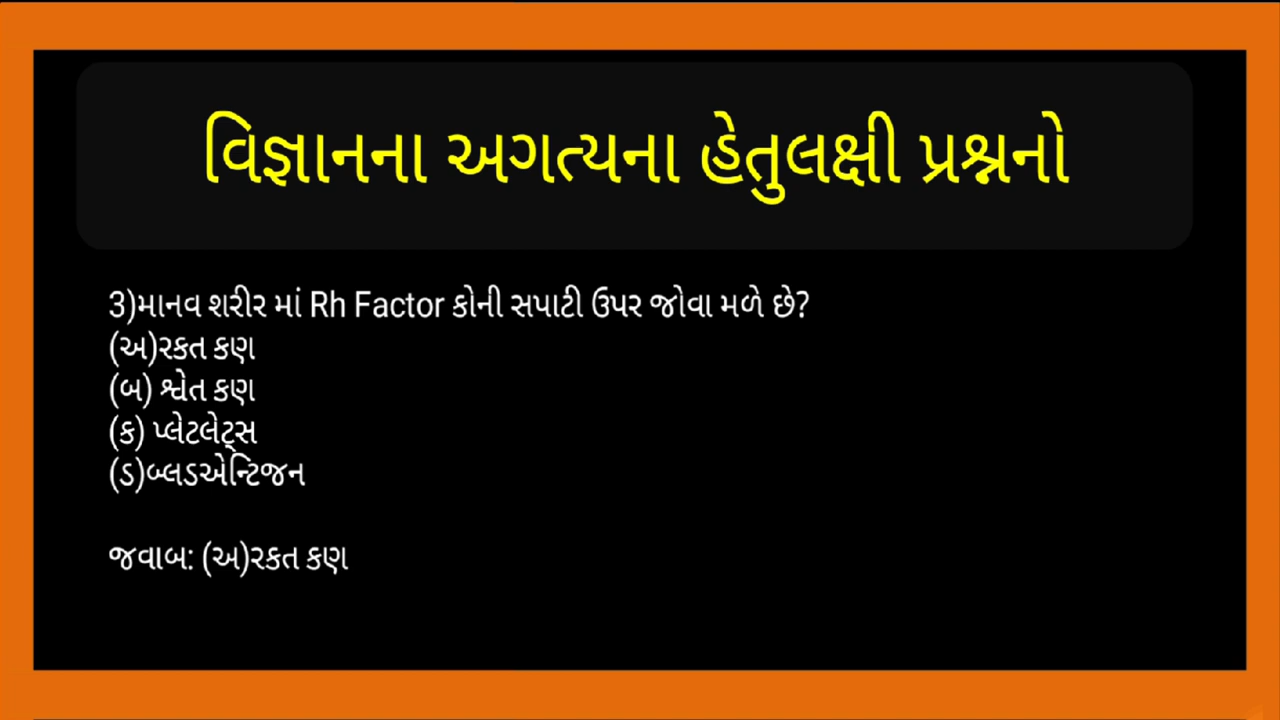 વિજ્ઞાનના અગત્યના હેતુલક્ષી પ્રશ્નનો
3)માનવ શરીર માં Rh Factor કોની સપાટી ઉપર જોવા મળે છે?
(અ)રકત કણ
(બ) શ્વેત કણ
(ક) પ્લેટલેટ્સ
(ડ)બ્લડએન્ટિજન
જવાબ: (અ)રકત કણ